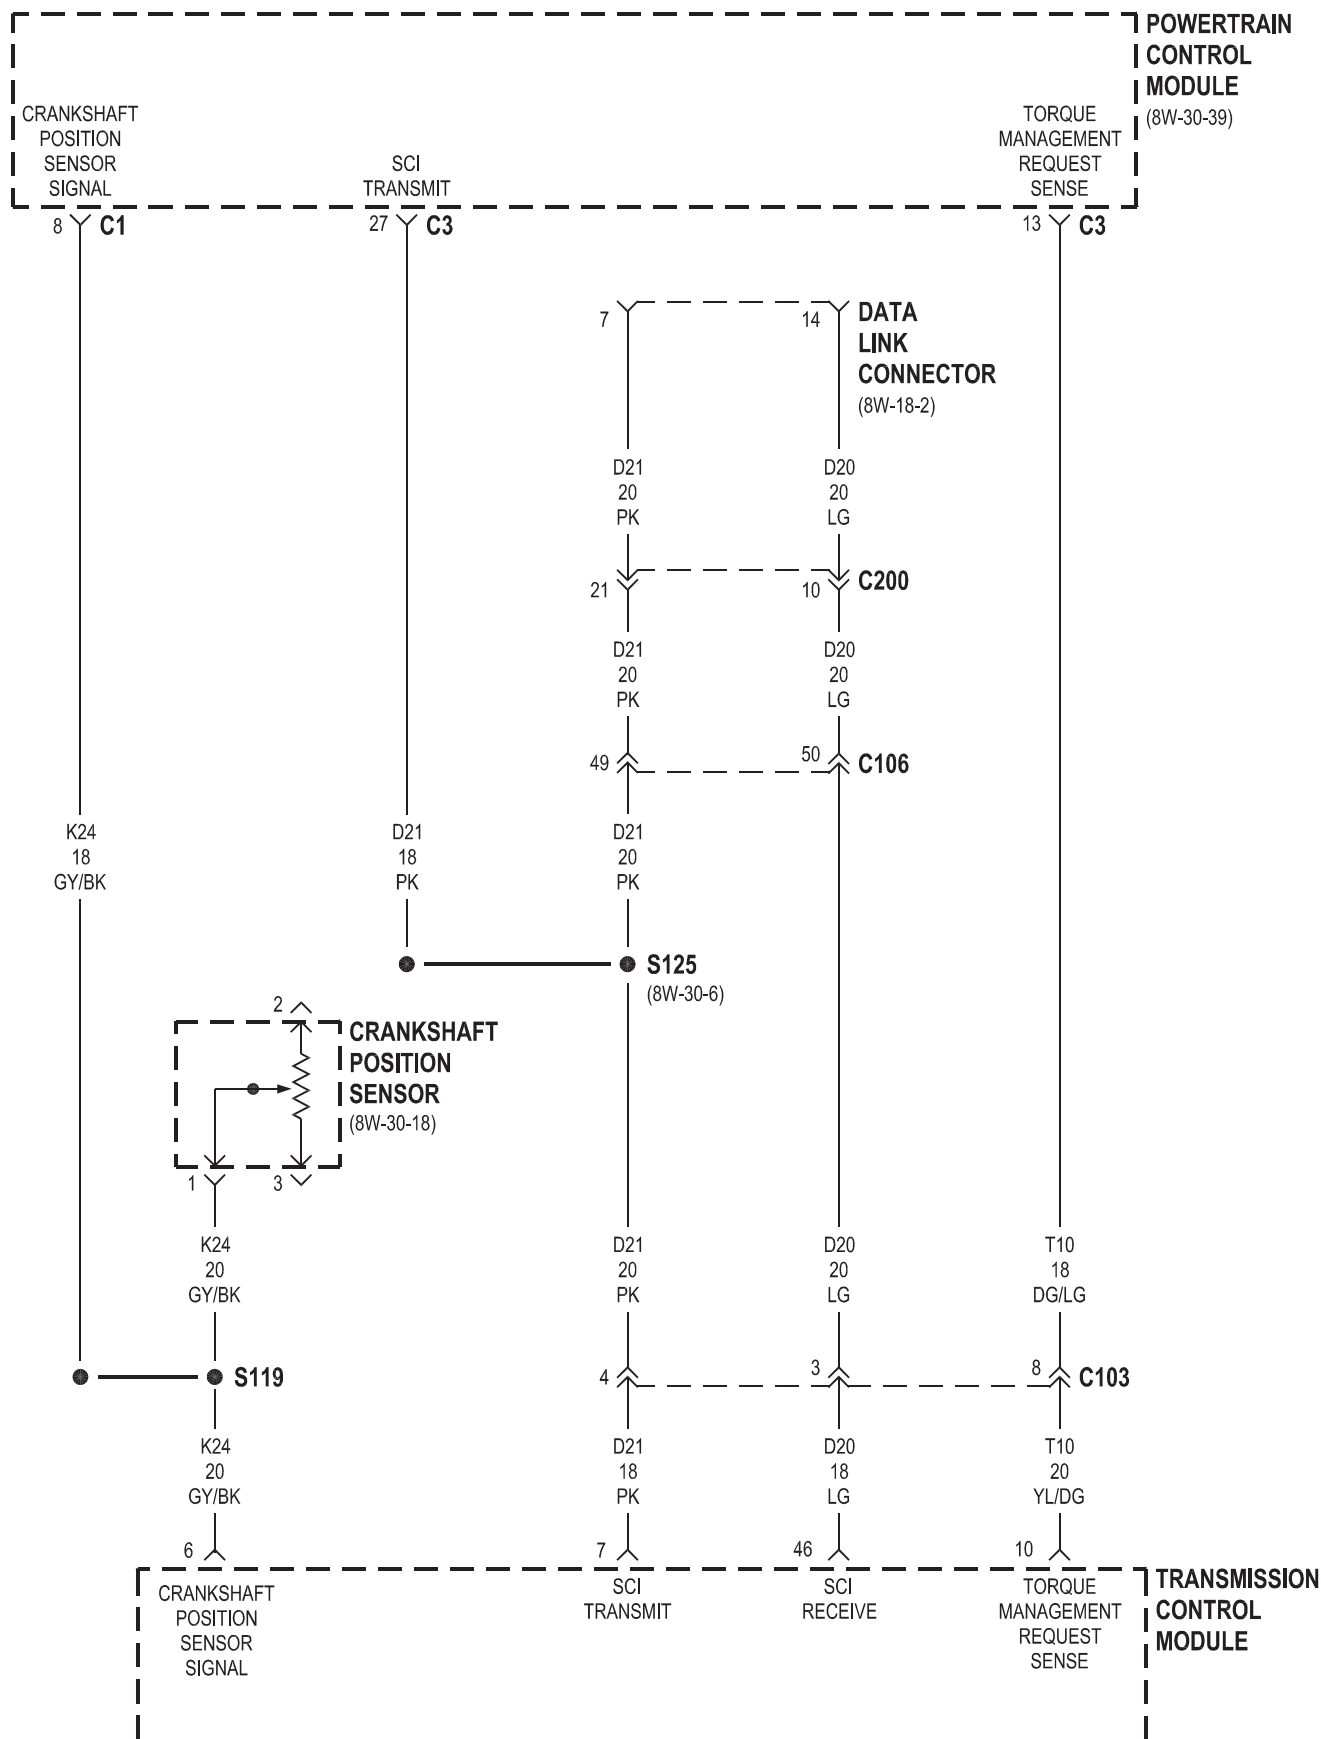 POWERTRAIN
CONTROL
MODULE
(8W-30-39)
CRANKSHAFT
POSITION
SENSOR
SIGNAL
SCI
TRANSMIT
TORQUE
MANAGEMENT
REQUEST
SENSE
8 C1
27 C3
13 C3
7
14
DATA
LINK
CONNECTOR
(8W-18-2)
D21
20
PK
D20
20
LG
21
10
C200
D21
20
PK
D20
20
LG
49
50
C106
K24
18
GY/BK
D21
18
PK
D21
20
PK
S125
(8W-30-6)
2
CRANKSHAFT
POSITION
SENSOR
(8W-30-18)
1
3
K24
20
GY/BK
D21
20
PK
D20
20
LG
T10
18
DG/LG
S119
4
3
8
C103
K24
20
GY/BK
D21
18
PK
D20
18
LG
T10
20
YL/DG
6
7
46
10
CRANKSHAFT
POSITION
SENSOR
SIGNAL
SCI
TRANSMIT
SCI
RECEIVE
TORQUE
MANAGEMENT
REQUEST
SENSE
TRANSMISSION
CONTROL
MODULE